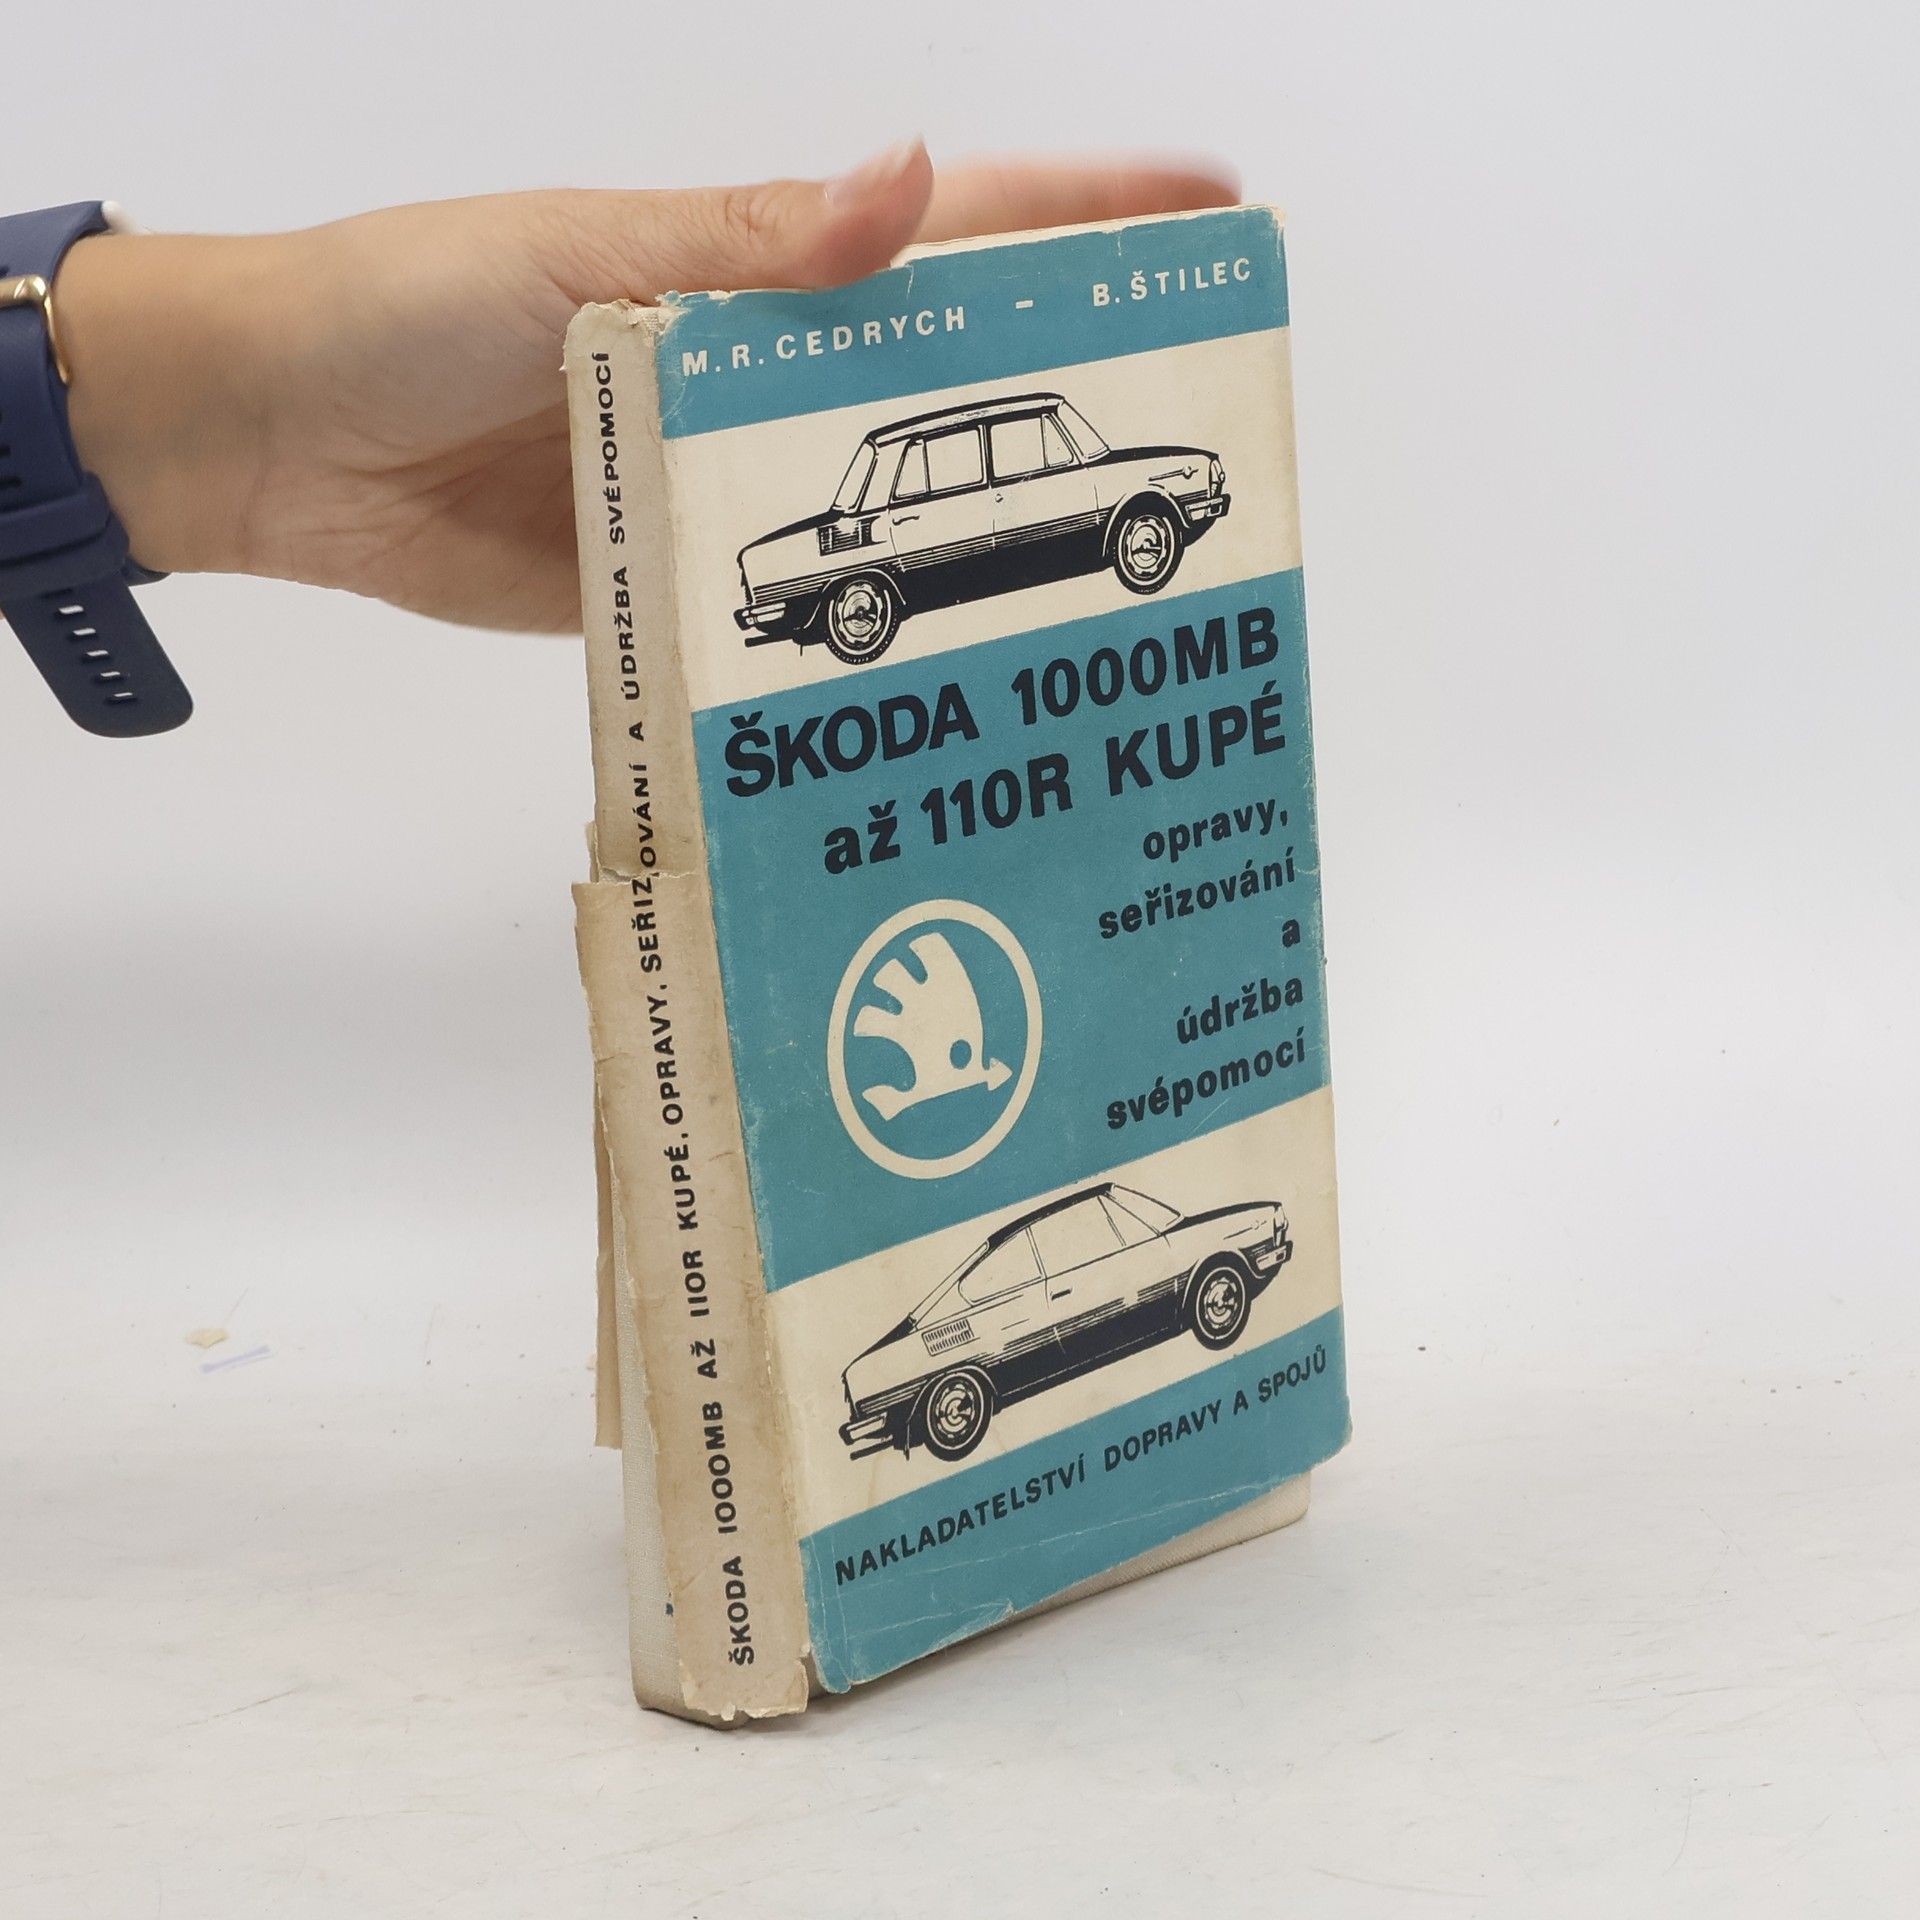 M. R. CEDRYCH – B. ŠTILEC
ŠKODA 1000MB
až 110R KUPÉ
opravy,
seřizování
a
údržba
svépomocí
NAKLADATELSTVÍ DOPRAVY A SPOJŮ
ŠKODA 1000MB AŽ 110R KUPÉ, OPRAVY, SEŘIZOVÁNÍ A ÚDRŽBA SVÉPOMOCÍ